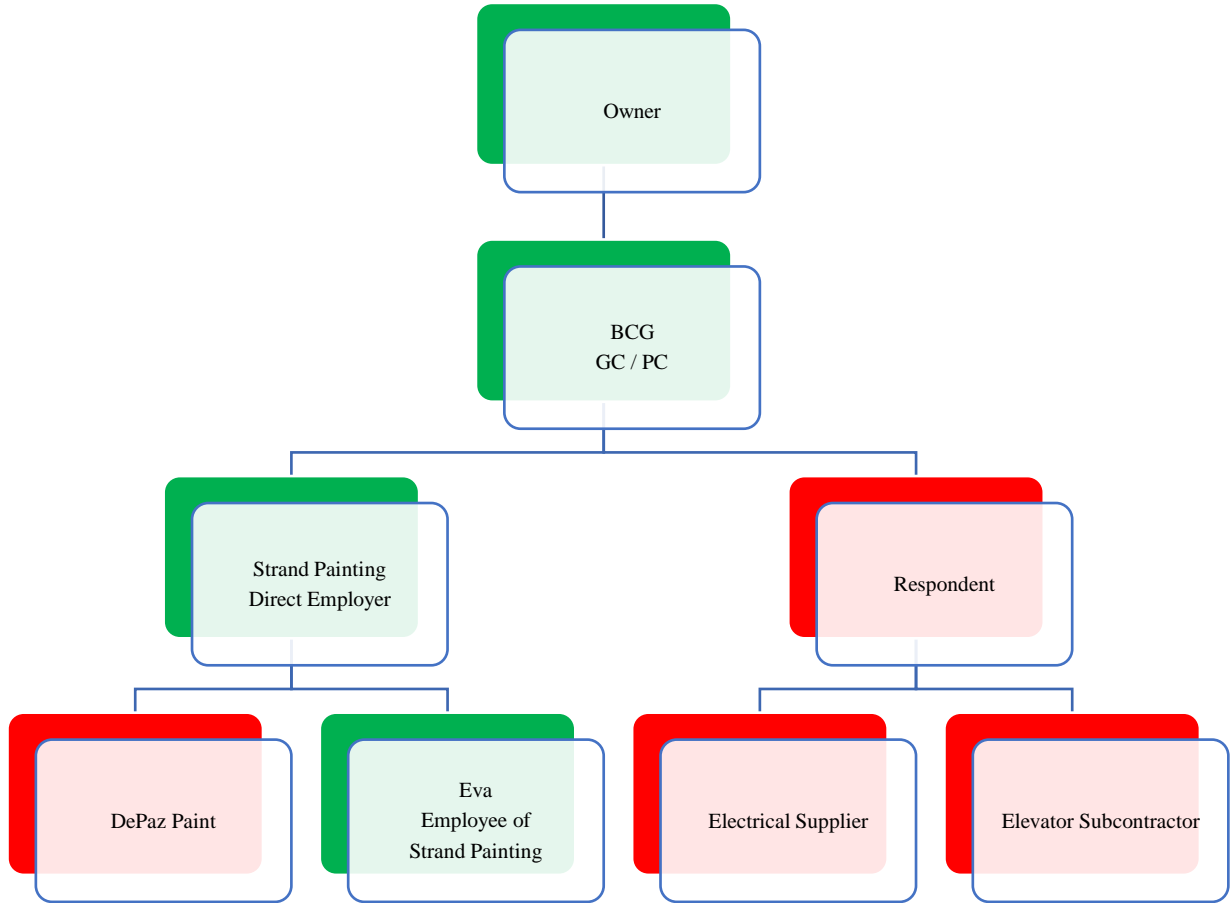 Owner
BCG
GC / PC
Strand Painting
Direct Employer
Respondent
DePaz Paint
Eva
Employee of
Strand Painting
Electrical Supplier
Elevator Subcontractor